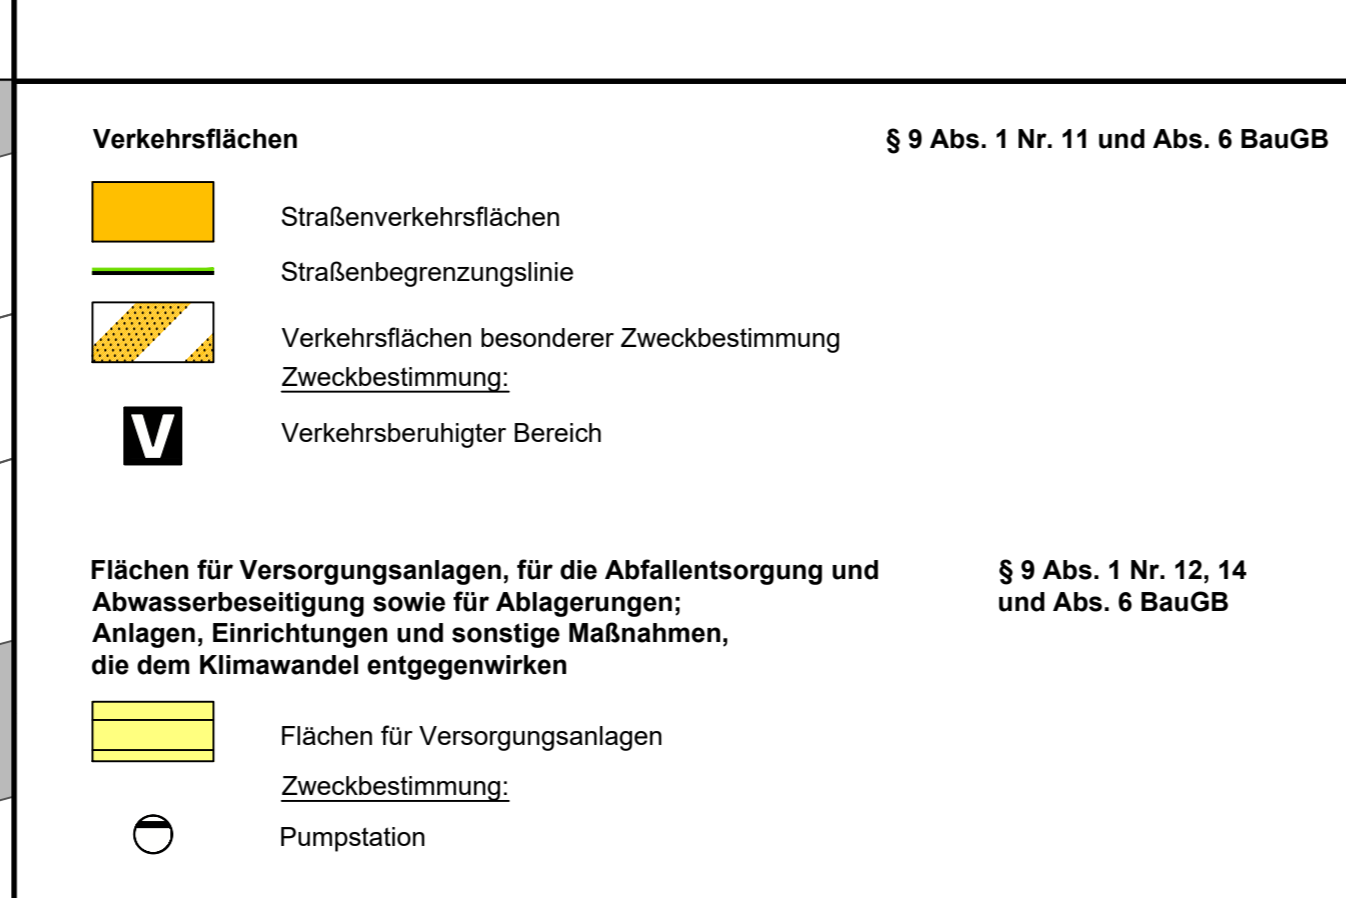 Verkehrsflächen § 9 Abs. 1 Nr. 11 und Abs. 6 BauGB
Straßenverkehrsflächen
Straßenbegrenzungslinie
Verkehrsflächen besonderer Zweckbestimmung
Zweckbestimmung:
V Verkehrsberuhigter Bereich
Flächen für Versorgungsanlagen, für die Abfallentsorgung und § 9 Abs. 1 Nr. 12, 14
Abwasserbeseitigung sowie für Ablagerungen; und Abs. 6 BauGB
Anlagen, Einrichtungen und sonstige Maßnahmen,
die dem Klimawandel entgegenwirken
Flächen für Versorgungsanlagen
Zweckbestimmung:
Pumpstation